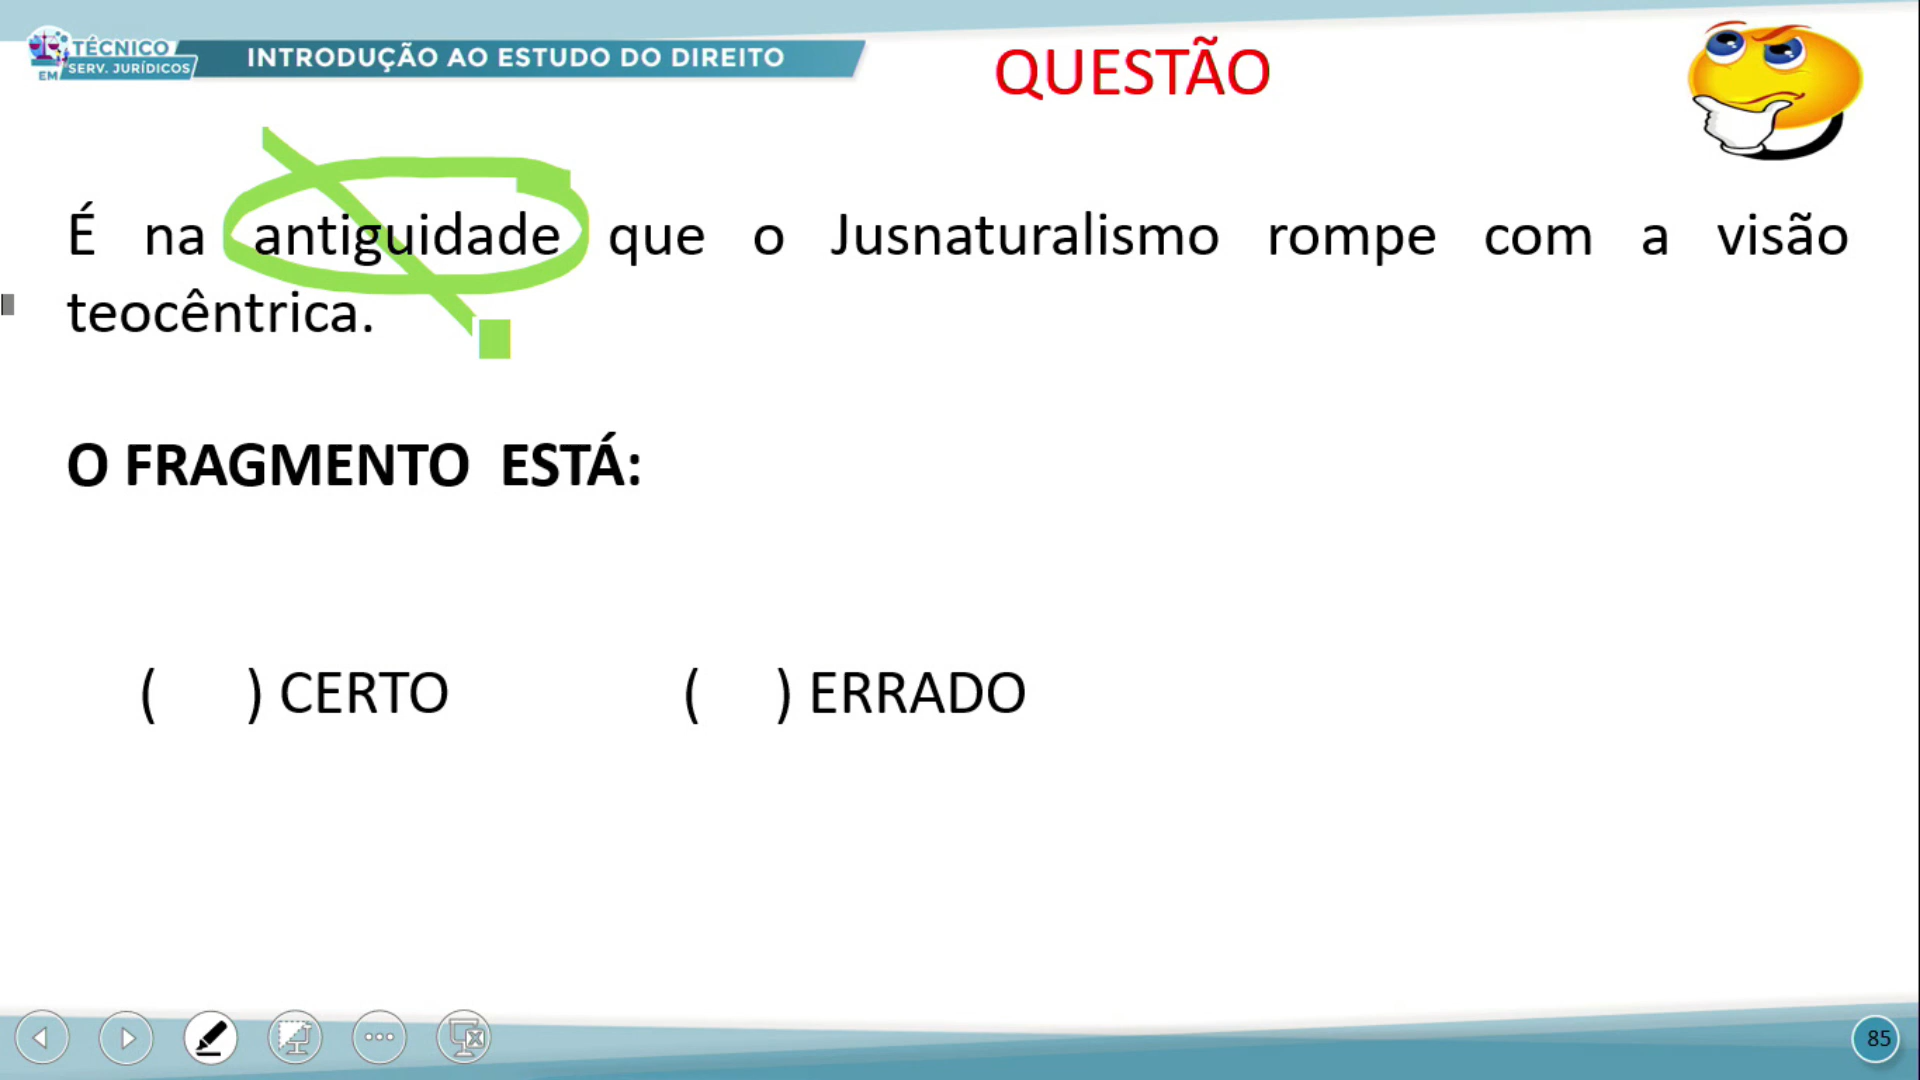 TÉCNICO
EM SERV. JURÍDICOS
INTRODUÇÃO AO ESTUDO DO DIREITO
QUESTÃO
É na antiguidade que o Jusnaturalismo rompe com a visão
teocêntrica.
O FRAGMENTO ESTÁ:
( ) CERTO ( ) ERRADO
85